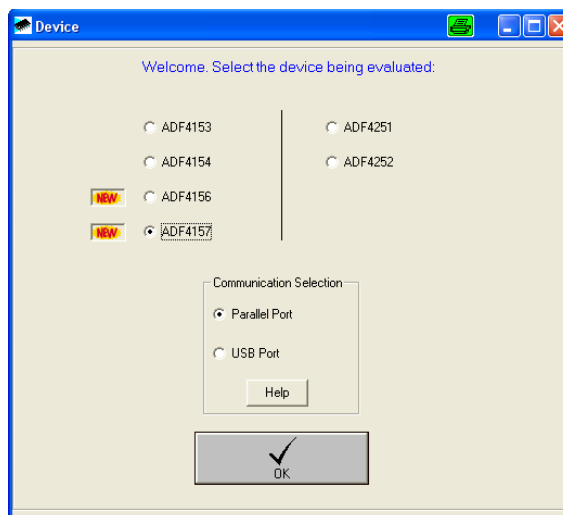 Device
Welcome. Select the device being evaluated:
ADF4153
ADF4154
NEW ADF4156
NEW ADF4157
ADF4251
ADF4252
Communication Selection
Parallel Port
USB Port
Help
OK